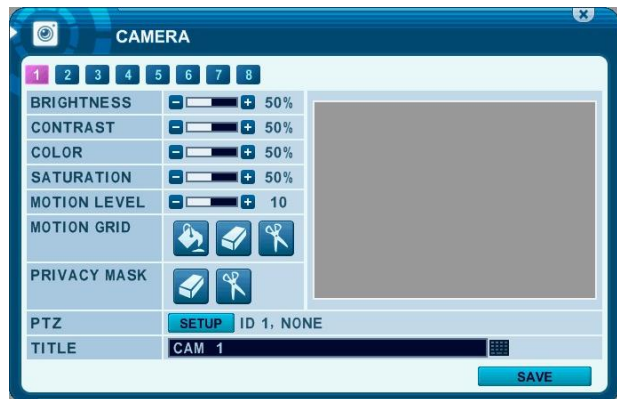 CAMERA
1 2 3 4 5 6 7 8
BRIGHTNESS 50%
CONTRAST 50%
COLOR 50%
SATURATION 50%
MOTION LEVEL 10
MOTION GRID
PRIVACY MASK
PTZ SETUP ID 1, NONE
TITLE CAM 1
SAVE